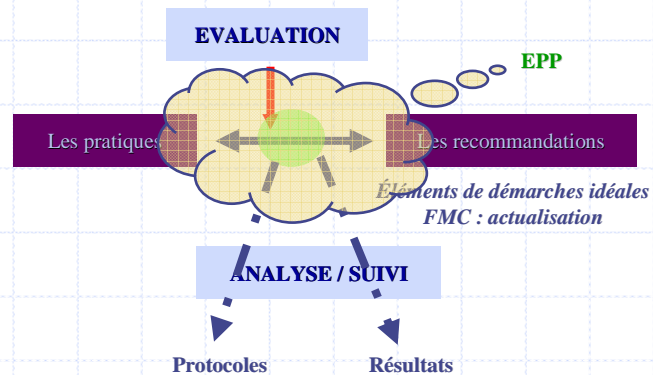 EVALUATION
EPP
Les pratiques
Les recommandations
Éléments de démarches idéales
FMC : actualisation
ANALYSE / SUIVI
Protocoles
Résultats